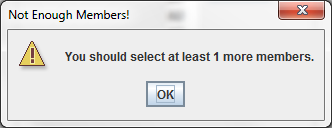 Not Enough Members!
You should select at least 1 more members.
OK